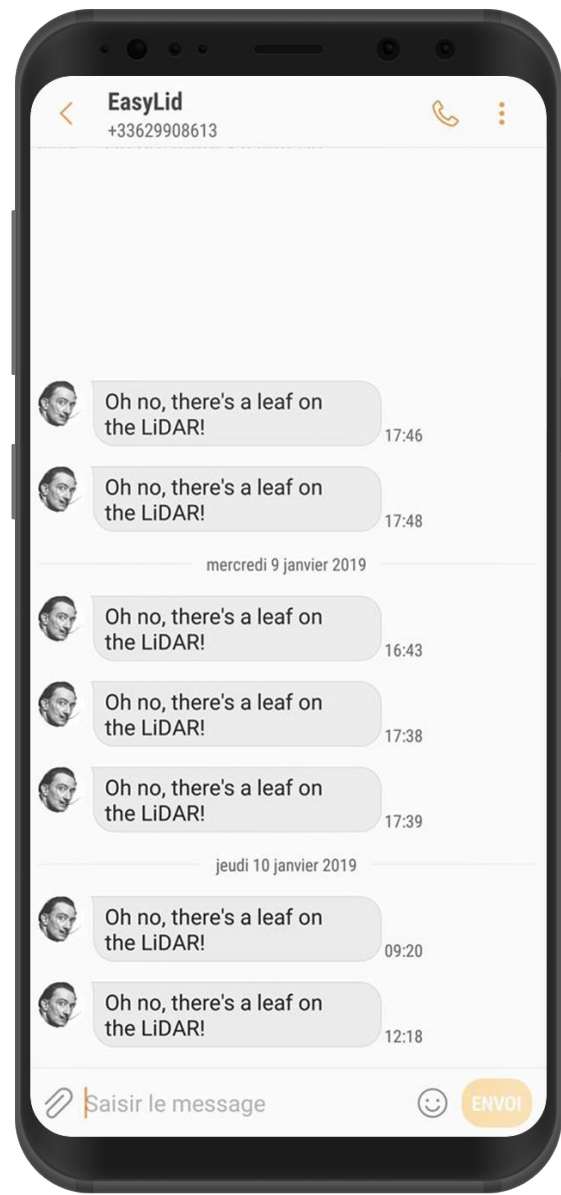 EasyLid
+33629908613
Oh no, there's a leaf on
the LiDAR!
17:46
Oh no, there's a leaf on
the LiDAR!
17:48
mercredi 9 janvier 2019
Oh no, there's a leaf on
the LiDAR!
16:43
Oh no, there's a leaf on
the LiDAR!
17:38
Oh no, there's a leaf on
the LiDAR!
17:39
jeudi 10 janvier 2019
Oh no, there's a leaf on
the LiDAR!
09:20
Oh no, there's a leaf on
the LiDAR!
12:18
Saisir le message
ENVOI